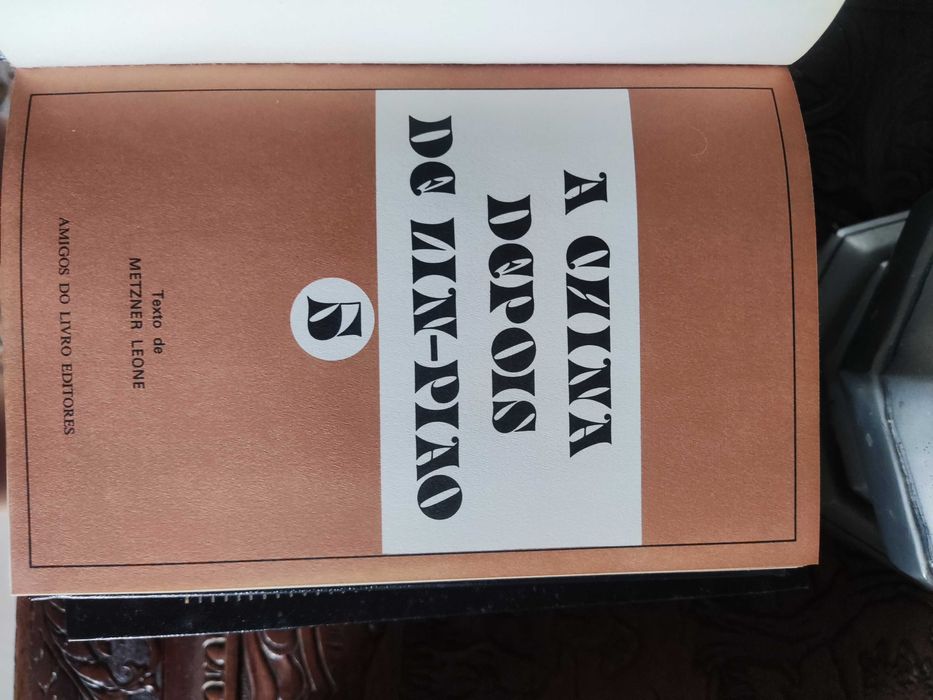 A CHINA
DEPOIS
DE LIN-PIAO
5
Texto de
METZNER LEONE
AMIGOS DO LIVRO EDITORES